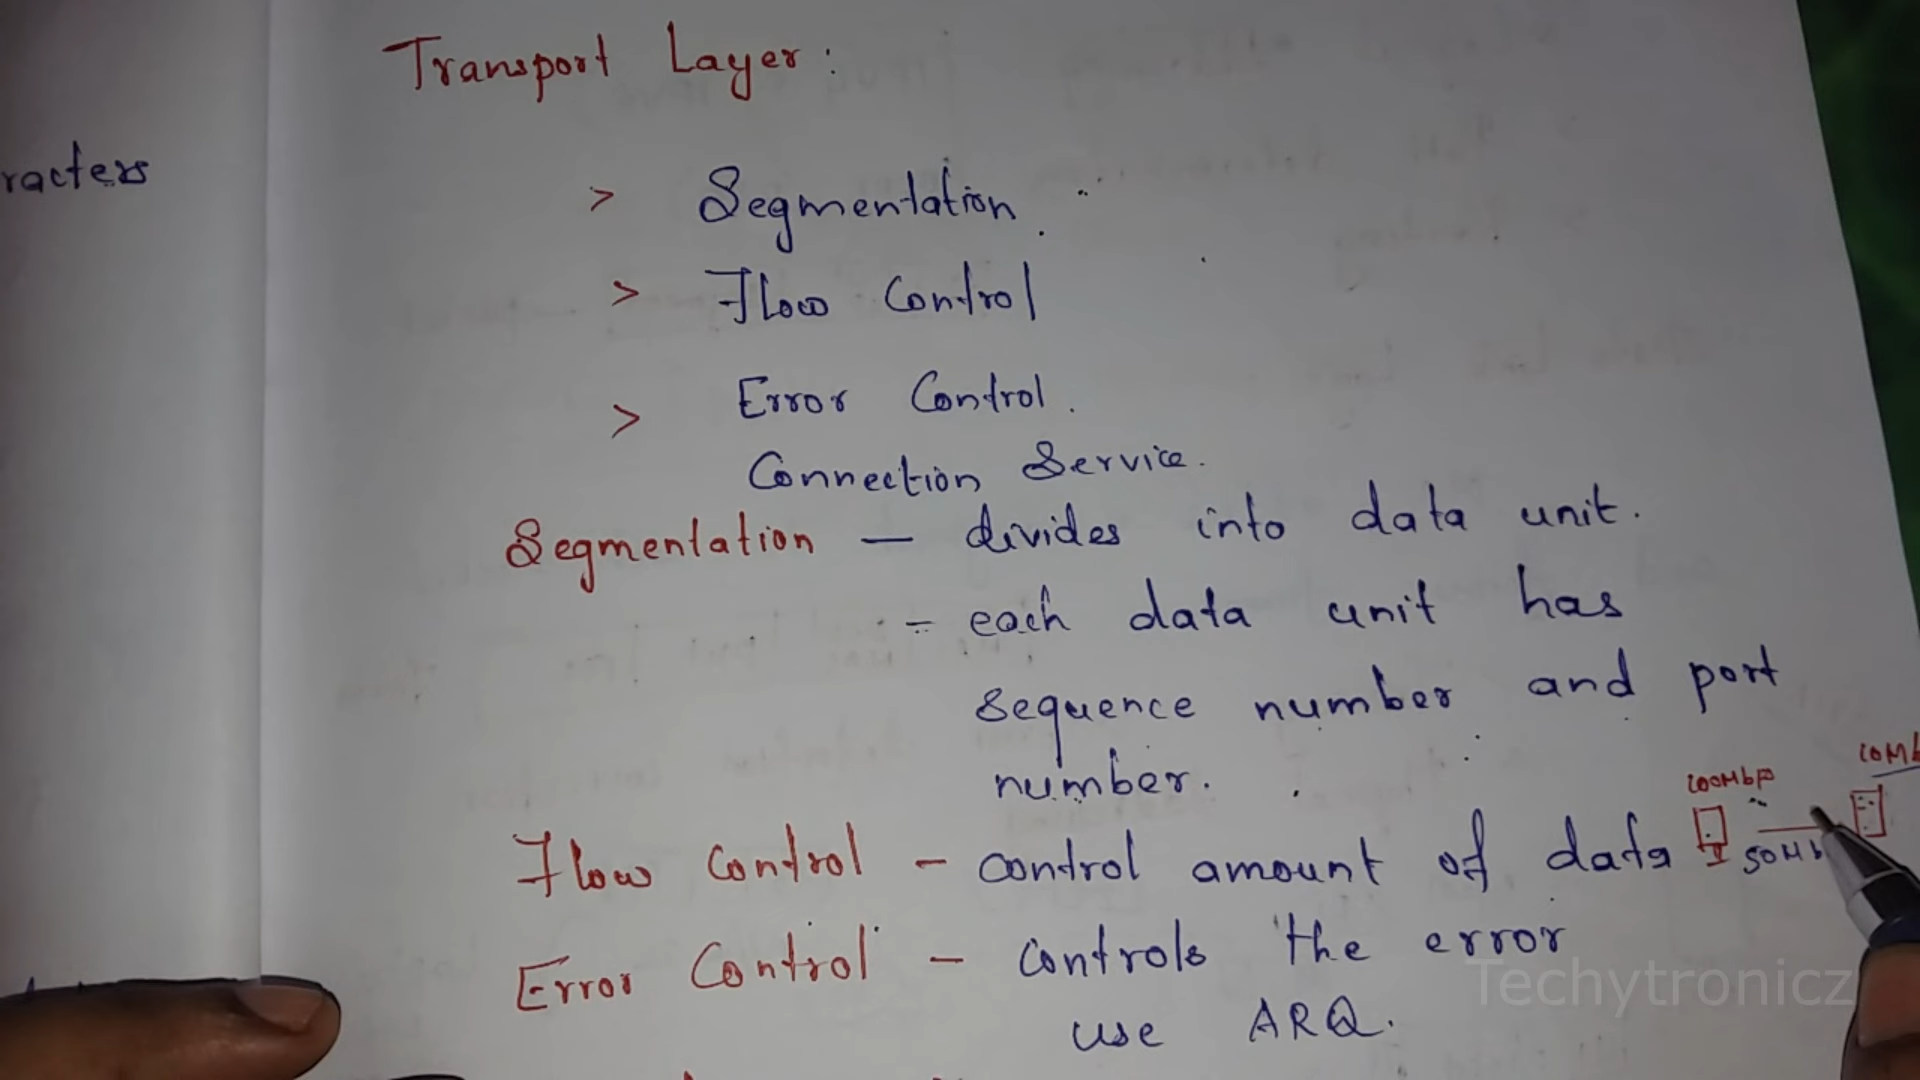 racters
Transport Layer:
> Segmentation
> Flow Control
> Error Control.
Connection Service.
Segmentation — divides into data unit.
- each data unit has
sequence number and port
number.
100Mbps 10Mb
Flow Control - control amount of data 50Mb
Error Control - controls the error
use ARQ.
Techytronicz